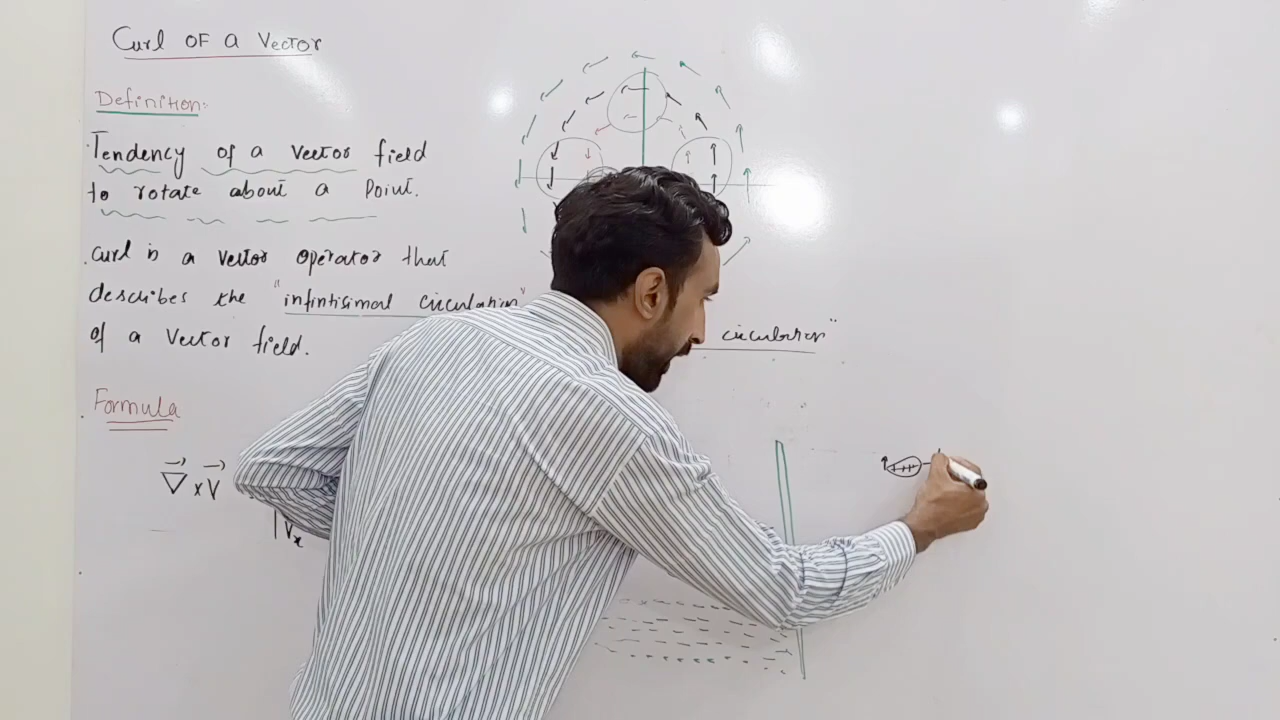 Curl OF a Vector
Definition:
Tendency of a vector field
to rotate about a Point.
curl is a vector operator that
describes the "infintisimal circulation"
of a Vector field.
circulation"
Formula
∇ x V
|Vx